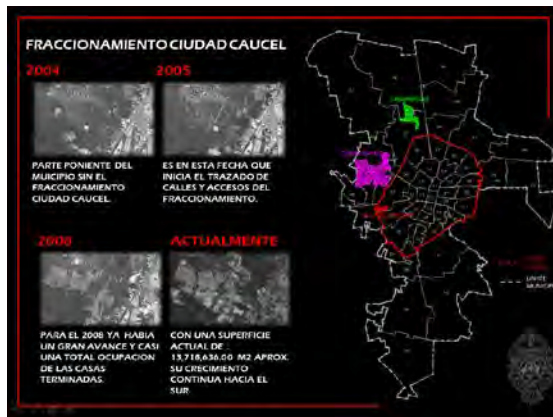 FRACCIONAMIENTO CIUDAD CAUCEL
2004
PARTE PONIENTE DEL
MUICIPIO SIN EL
FRACCIONAMIENTO
CIUDAD CAUCEL.
2005
ES EN ESTA FECHA QUE
INICIA EL TRAZADO DE
CALLES Y ACCESOS DEL
FRACCIONAMIENTO.
2008
PARA EL 2008 YA HABIA
UN GRAN AVANCE Y CASI
UNA TOTAL OCUPACION
DE LAS CASAS
TERMINADAS.
ACTUALMENTE
CON UNA SUPERFICIE
ACTUAL DE
13,718,636.00 M2 APROX.
SU CRECIMIENTO
CONTINUA HACIA EL
SUR